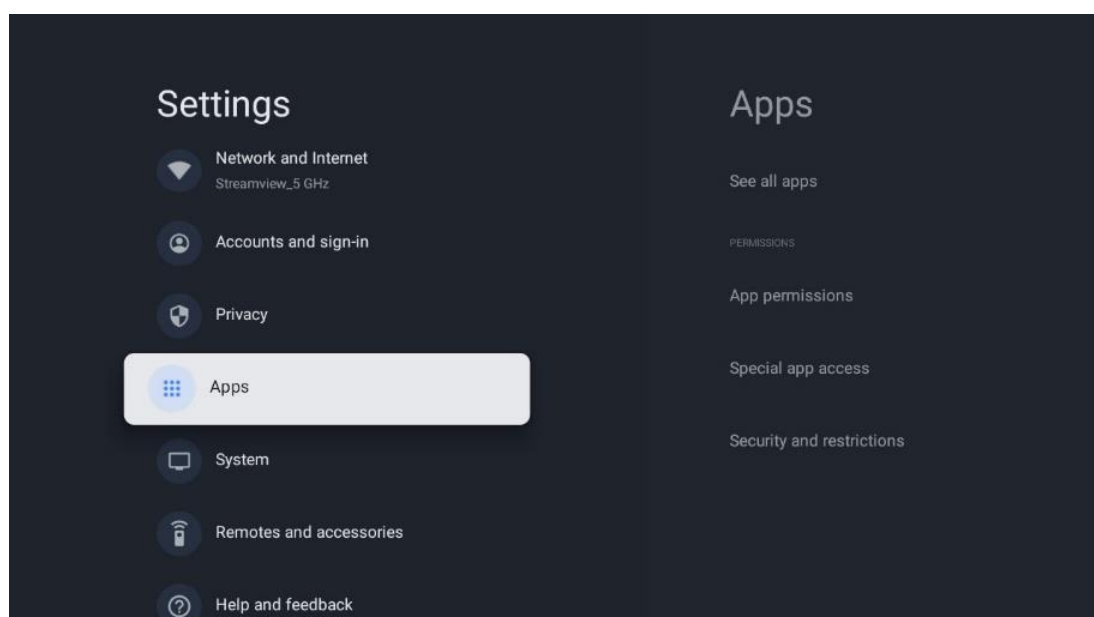 Settings
Network and Internet
Streamview_5 GHz
Accounts and sign-in
Privacy
Apps
System
Remotes and accessories
Help and feedback
Apps
See all apps
PERMISSIONS
App permissions
Special app access
Security and restrictions